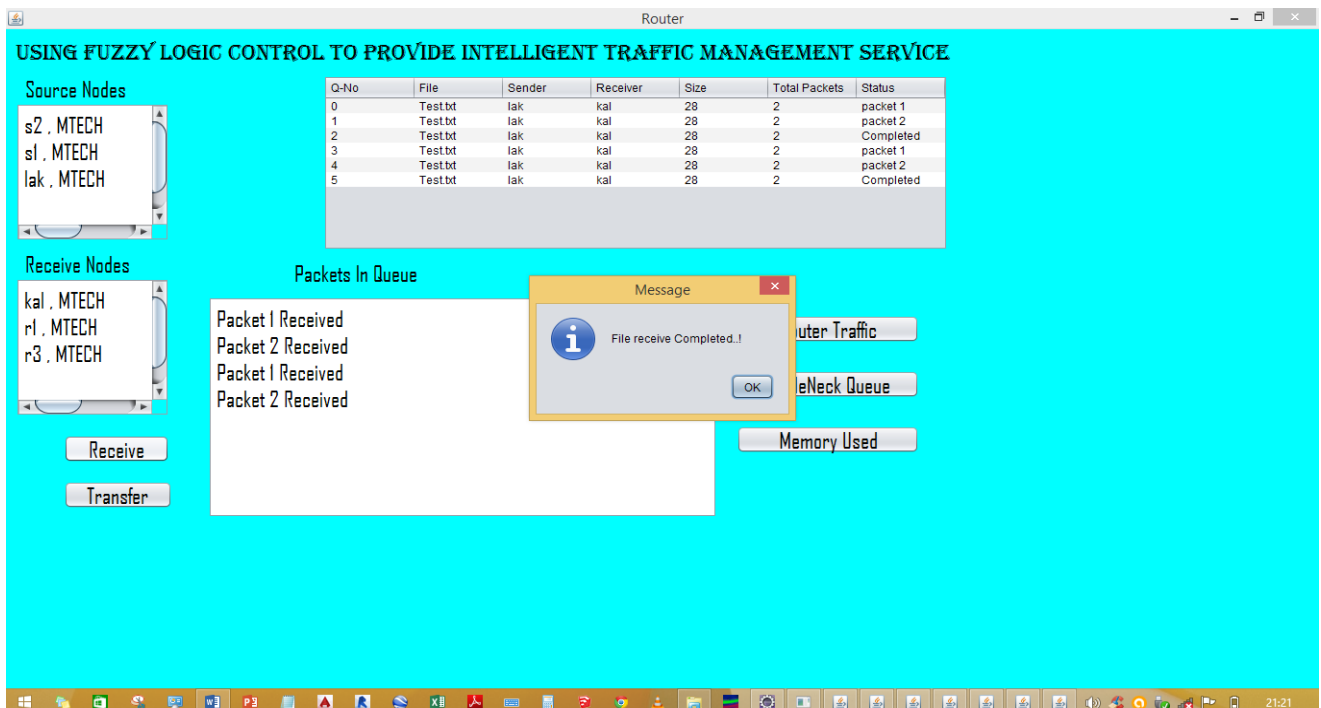 Router
USING FUZZY LOGIC CONTROL TO PROVIDE INTELLIGENT TRAFFIC MANAGEMENT SERVICE
Source Nodes
s2 , MTECH
s1 , MTECH
lak , MTECH
Q-No File Sender Receiver Size Total Packets Status
0 Test.txt lak kal 28 2 packet 1
1 Test.txt lak kal 28 2 packet 2
2 Test.txt lak kal 28 2 Completed
3 Test.txt lak kal 28 2 packet 1
4 Test.txt lak kal 28 2 packet 2
5 Test.txt lak kal 28 2 Completed
Receive Nodes
kal , MTECH
r1 , MTECH
r3 , MTECH
Packets In Queue
Packet 1 Received
Packet 2 Received
Packet 1 Received
Packet 2 Received
Message
File receive Completed..!
OK
uter Traffic
eNeck Queue
Memory Used
Receive
Transfer
21:21